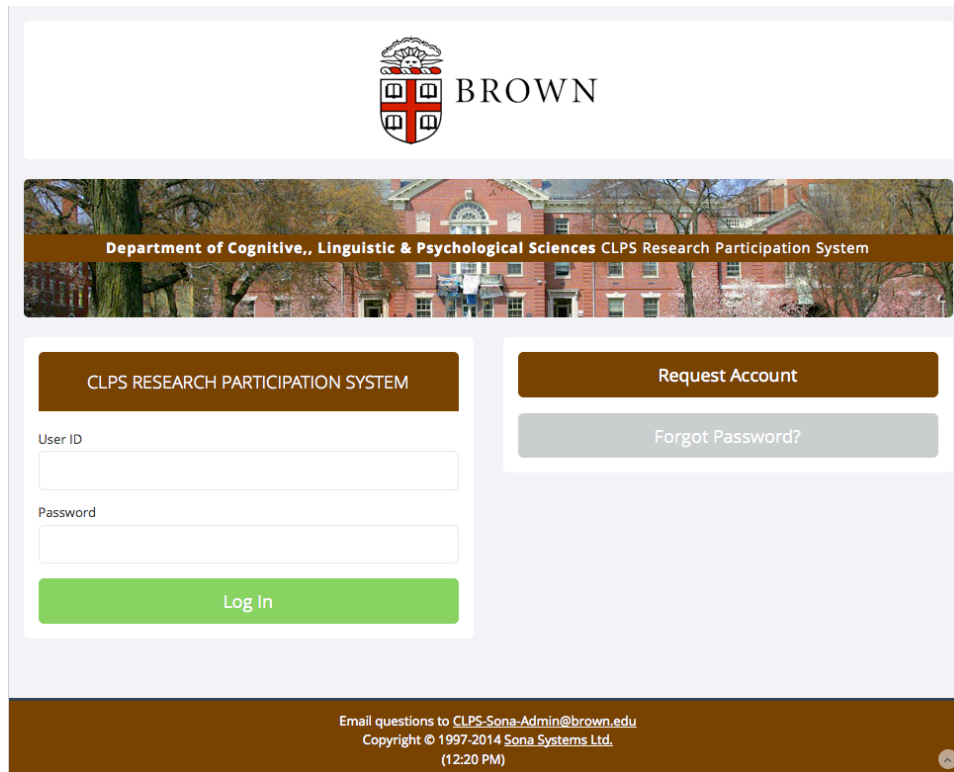 BROWN
Department of Cognitive,, Linguistic & Psychological Sciences CLPS Research Participation System
CLPS RESEARCH PARTICIPATION SYSTEM
User ID
Password
Log In
Request Account
Forgot Password?
Email questions to CLPS-Sona-Admin@brown.edu
Copyright © 1997-2014 Sona Systems Ltd.
(12:20 PM)